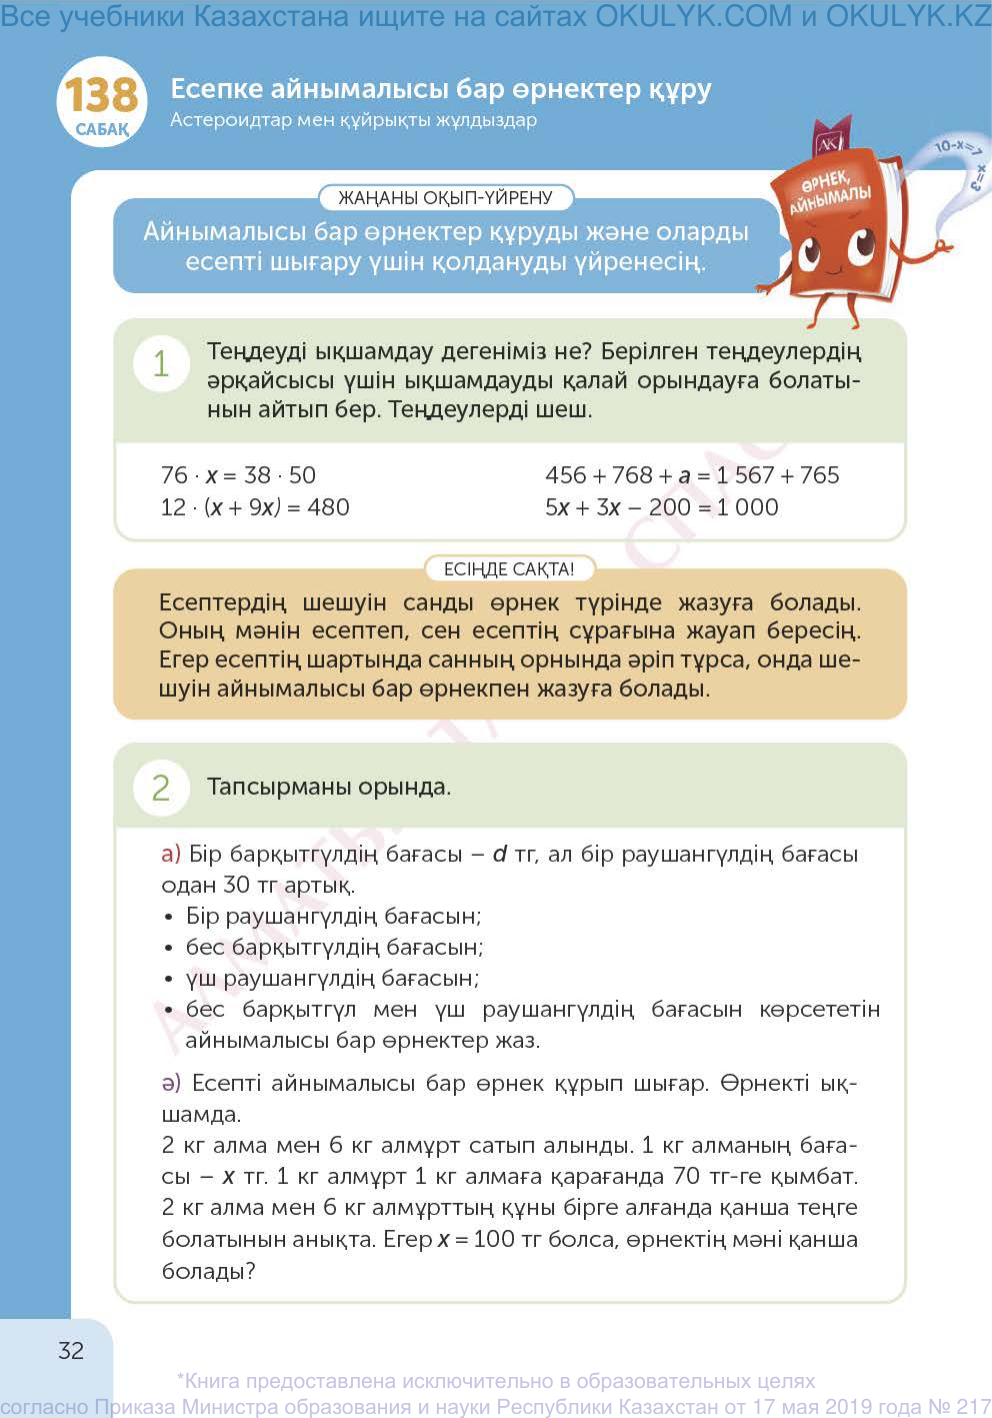 Все учебники Казахстана ищите на сайтах OKULYK.COM и OKULYK.KZ
138
САБАҚ
Есепке айнымалысы бар өрнектер құру
Астероидтар мен құйрықты жұлдыздар
АК
ӨРНЕК,
АЙНЫМАЛЫ
10-x=7
x=3
ЖАҢАНЫ ОҚЫП-ҮЙРЕНУ
Айнымалысы бар өрнектер құруды және оларды
есепті шығару үшін қолдануды үйренесің.
1
Теңдеуді ықшамдау дегеніміз не? Берілген теңдеулердің
әрқайсысы үшін ықшамдауды қалай орындауға болаты-
нын айтып бер. Теңдеулерді шеш.
76 · x = 38 · 50
456 + 768 + a = 1 567 + 765
12 · (x + 9x) = 480
5x + 3x – 200 = 1 000
ЕСІҢДЕ САҚТА!
Есептердің шешуін санды өрнек түрінде жазуға болады.
Оның мәнін есептеп, сен есептің сұрағына жауап бересің.
Егер есептің шартында санның орнында әріп тұрса, онда ше-
шуін айнымалысы бар өрнекпен жазуға болады.
2
Тапсырманы орында.
а) Бір барқытгүлдің бағасы – d тг, ал бір раушангүлдің бағасы
одан 30 тг артық.
• Бір раушангүлдің бағасын;
• бес барқытгүлдің бағасын;
• үш раушангүлдің бағасын;
• бес барқытгүл мен үш раушангүлдің бағасын көрсететін
айнымалысы бар өрнектер жаз.
ә) Есепті айнымалысы бар өрнек құрып шығар. Өрнекті ық-
шамда.
2 кг алма мен 6 кг алмұрт сатып алынды. 1 кг алманың баға-
сы – x тг. 1 кг алмұрт 1 кг алмаға қарағанда 70 тг-ге қымбат.
2 кг алма мен 6 кг алмұрттың құны бірге алғанда қанша теңге
болатынын анықта. Егер x = 100 тг болса, өрнектің мәні қанша
болады?
32
*Книга предоставлена исключительно в образовательных целях
согласно Приказа Министра образования и науки Республики Казахстан от 17 мая 2019 года № 217